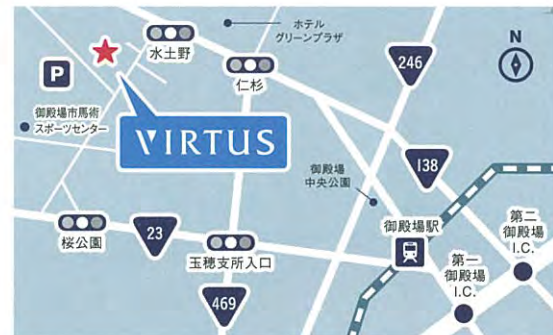 ホテル
グリーンプラザ
水土野
仁杉
246
N
P
御殿場市馬術
スポーツセンター
VIRTUS
138
御殿場
中央公園
御殿場駅
第二
御殿場
I.C.
桜公園
23
玉穂支所入口
第一
御殿場
I.C.
469